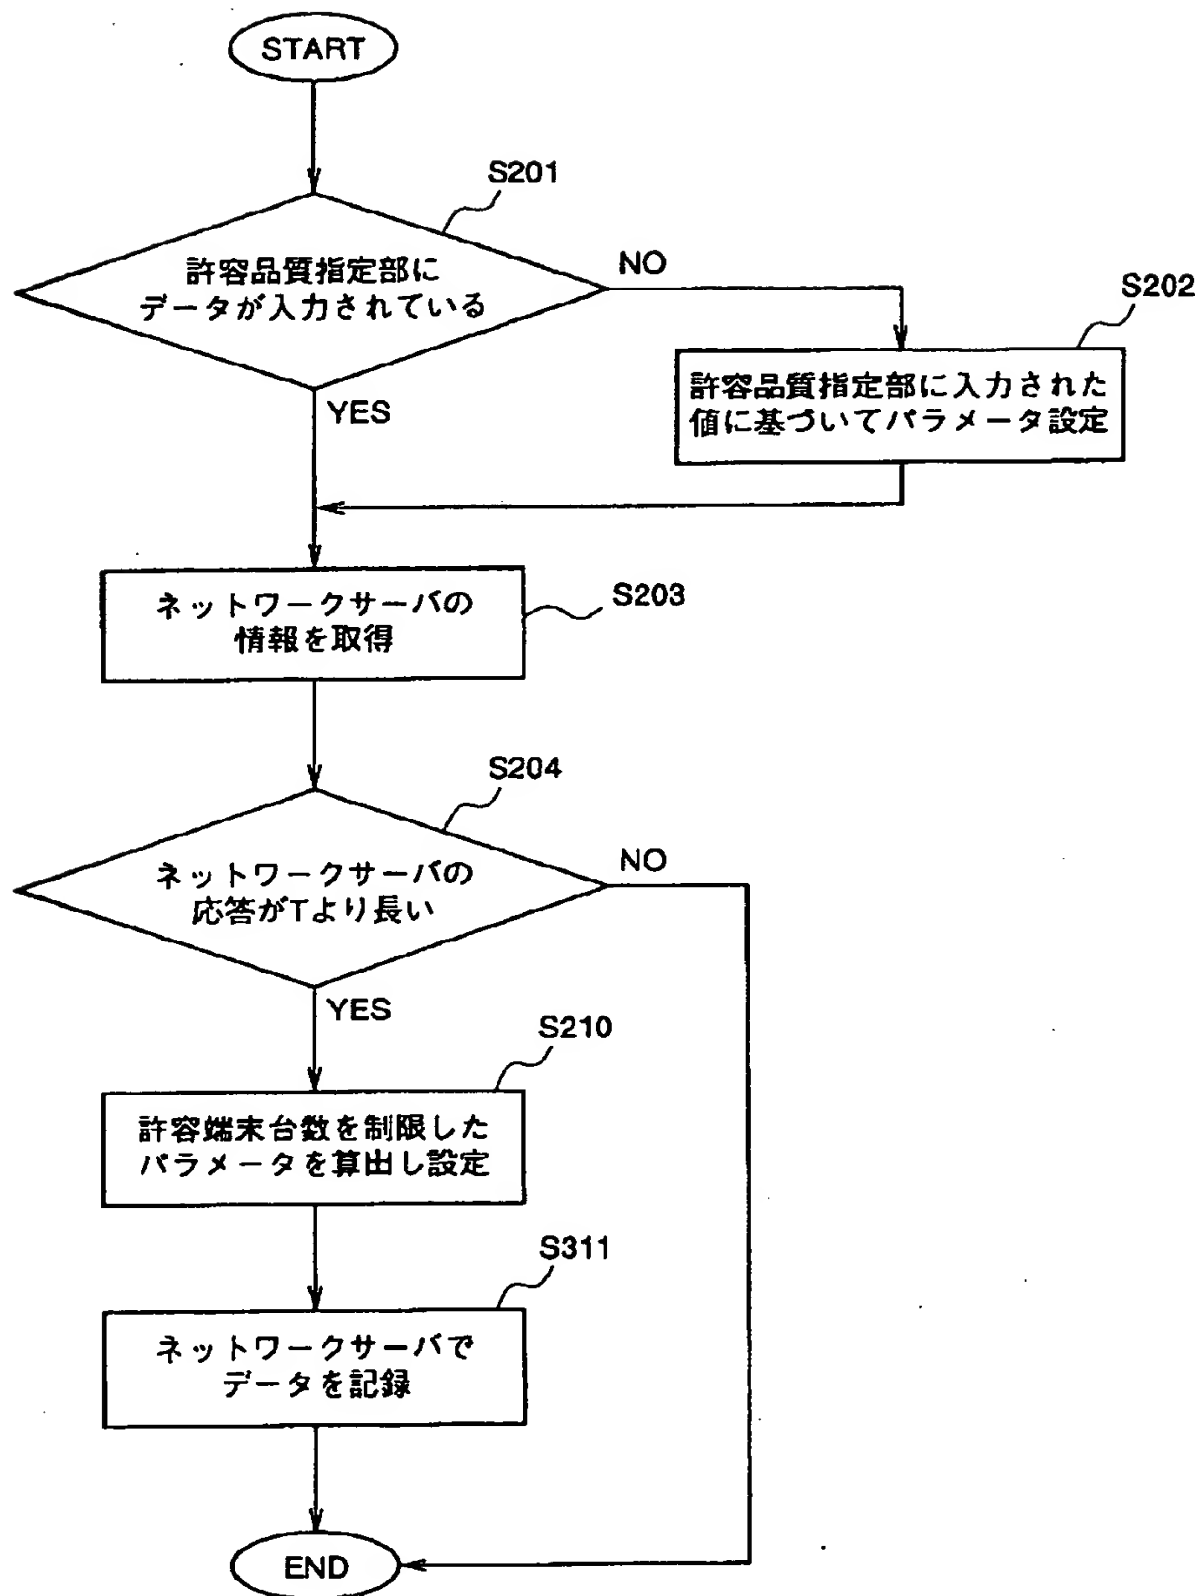 START
S201
許容品質指定部に
データが入力されている
NO
S202
許容品質指定部に入力された
値に基づいてパラメータ設定
YES
ネットワークサーバの
情報を取得
S203
S204
ネットワークサーバの
応答がTより長い
NO
YES
S210
許容端末台数を制限した
パラメータを算出し設定
S311
ネットワークサーバで
データを記録
END